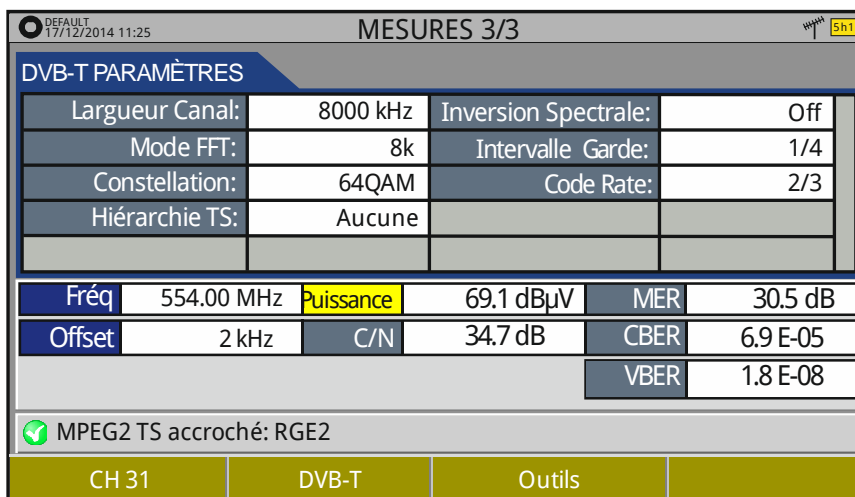 DEFAULT
17/12/2014 11:25
MESURES 3/3
5h1
DVB-T PARAMÈTRES
Largueur Canal: 8000 kHz Inversion Spectrale: Off
Mode FFT: 8k Intervalle Garde: 1/4
Constellation: 64QAM Code Rate: 2/3
Hiérarchie TS: Aucune
Fréq 554.00 MHz Puissance 69.1 dBµV MER 30.5 dB
Offset 2 kHz C/N 34.7 dB CBER 6.9 E-05
VBER 1.8 E-08
MPEG2 TS accroché: RGE2
CH 31 DVB-T Outils